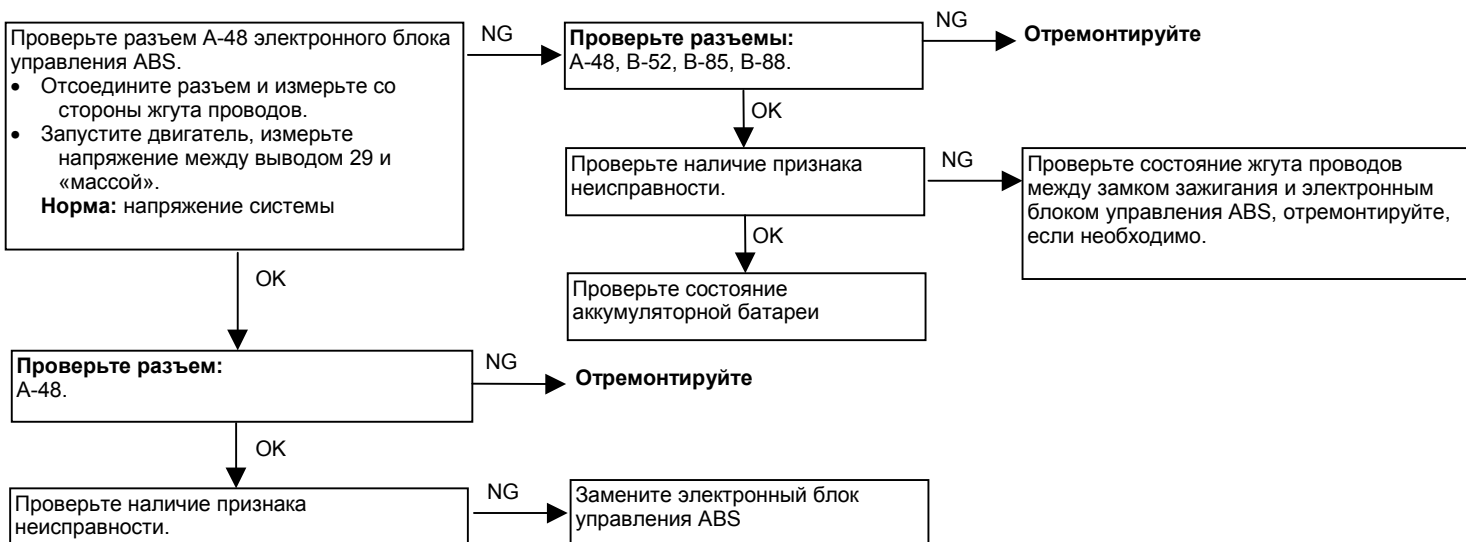 Проверьте разъем А-48 электронного блока
управления ABS.
• Отсоедините разъем и измерьте со
стороны жгута проводов.
• Запустите двигатель, измерьте
напряжение между выводом 29 и
«массой».
Норма: напряжение системы
NG
Проверьте разъемы:
А-48, В-52, В-85, В-88.
NG
Отремонтируйте
OK
Проверьте наличие признака
неисправности.
NG
Проверьте состояние жгута проводов
между замком зажигания и электронным
блоком управления ABS, отремонтируйте,
если необходимо.
OK
Проверьте состояние
аккумуляторной батареи
OK
Проверьте разъем:
А-48.
NG
Отремонтируйте
OK
Проверьте наличие признака
неисправности.
NG
Замените электронный блок
управления ABS